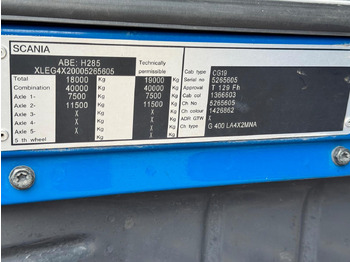 SCANIA
ABE: H285
XLEG4X20005265605
Technically
permissible
Total 18000 Kg 19000 Kg
Combination 40000 Kg 40000 Kg
Axle 1- 7500 Kg 7500 Kg
Axle 2- 11500 Kg 11500 Kg
Axle 3- X Kg X Kg
Axle 4- X Kg X Kg
Axle 5- X Kg X Kg
5 th wheel X Kg X Kg
Cab type CG19
Serial No 5265605
Approval T 129 Fh
Cab col 1366603
Ch No 5265605
Ch colour 1426862
ADR GTW X
Ch type G 400 LA4X2MNA